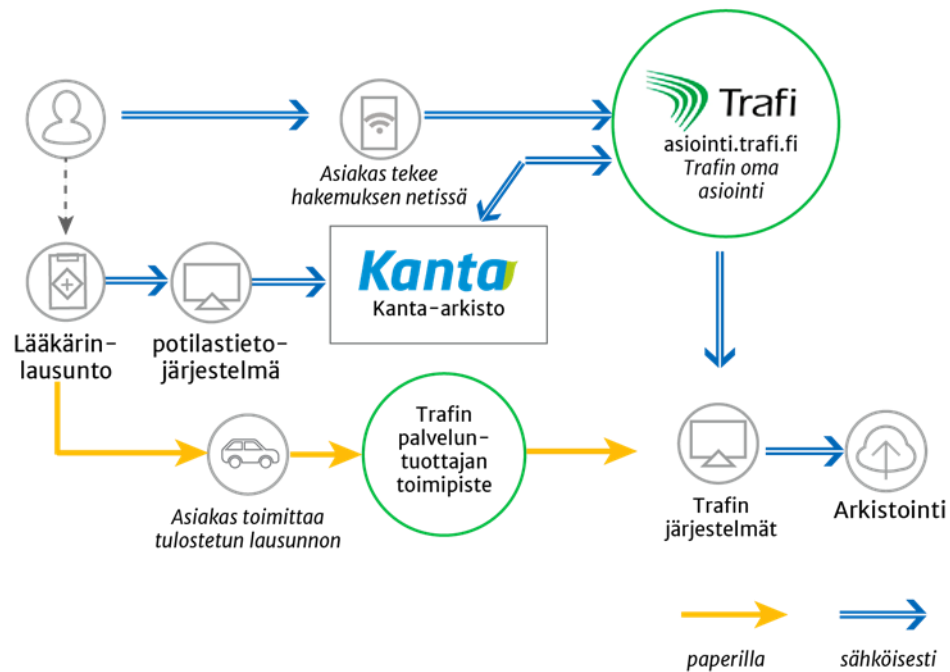 Trafi
asiointi.trafi.fi
Trafin oma
asiointi
Asiakas tekee
hakemuksen netissä
Kanta
Kanta-arkisto
Lääkärin-
lausunto
potilastieto-
järjestelmä
Trafin
palvelun-
tuottajan
toimipiste
Asiakas toimittaa
tulostetun lausunnon
Trafin
järjestelmät
Arkistointi
paperilla
sähköisesti